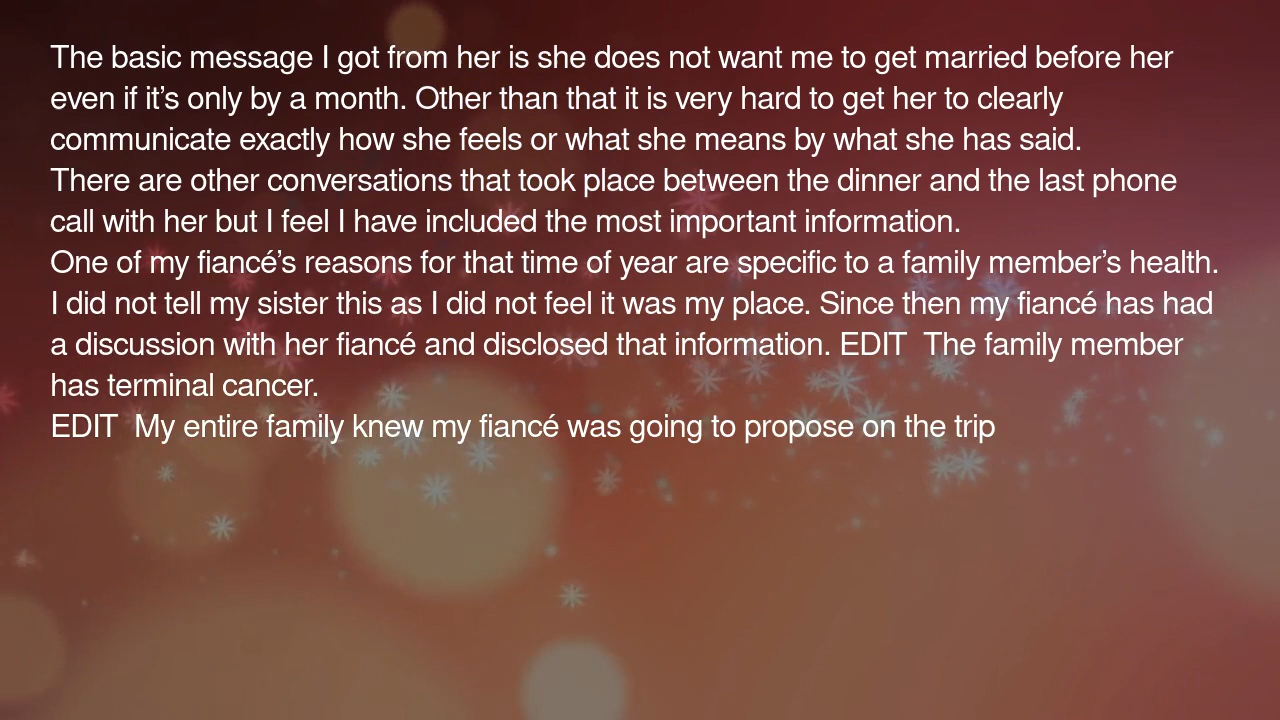 The basic message I got from her is she does not want me to get married before her
even if it’s only by a month. Other than that it is very hard to get her to clearly
communicate exactly how she feels or what she means by what she has said.
There are other conversations that took place between the dinner and the last phone
call with her but I feel I have included the most important information.
One of my fiancé’s reasons for that time of year are specific to a family member’s health.
I did not tell my sister this as I did not feel it was my place. Since then my fiancé has had
a discussion with her fiancé and disclosed that information. EDIT  The family member
has terminal cancer.
EDIT  My entire family knew my fiancé was going to propose on the trip